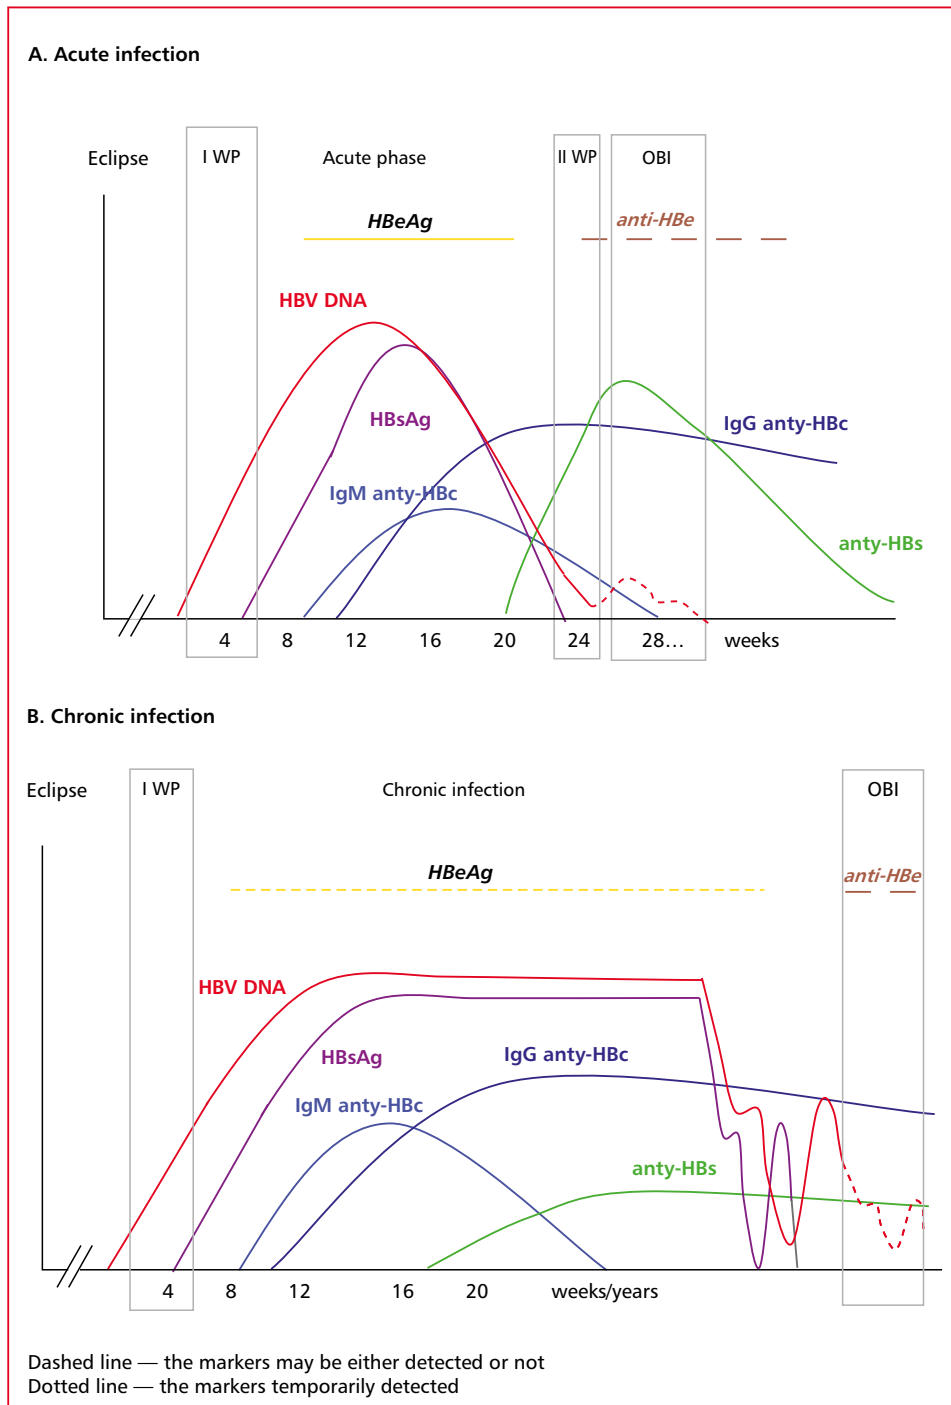 A. Acute infection
Eclipse
I WP
Acute phase
II WP
OBI
HBeAg
anti-HBe
HBV DNA
HBsAg
IgG anty-HBc
IgM anty-HBc
anty-HBs
4 8 12 16 20 24 28... weeks
B. Chronic infection
Eclipse
I WP
Chronic infection
OBI
HBeAg
anti-HBe
HBV DNA
HBsAg
IgG anty-HBc
IgM anty-HBc
anty-HBs
4 8 12 16 20 weeks/years
Dashed line — the markers may be either detected or not
Dotted line — the markers temporarily detected